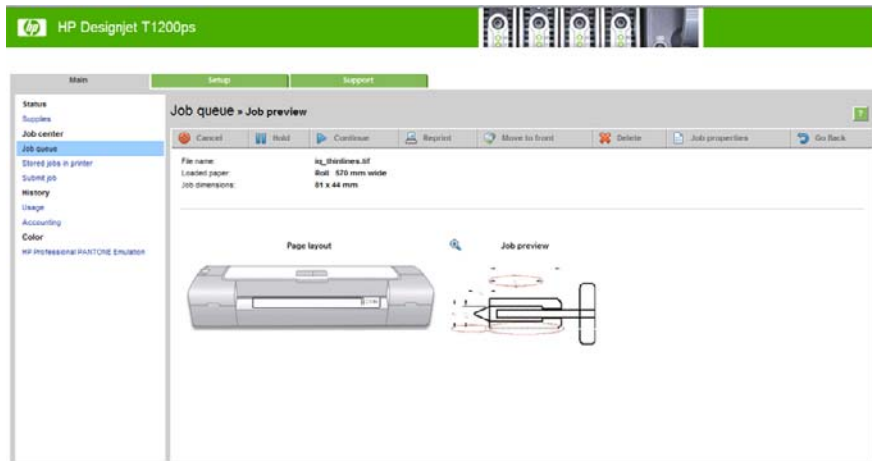 hp HP Designjet T1200ps
Main Setup Support
Status
Supplies
Job center
Job queue
Stored jobs in printer
Submit job
History
Usage
Accounting
Color
HP Professional PANTONE Emulation
Job queue » Job preview
?
Cancel Hold Continue Reprint Move to front Delete Job properties Go Back
File name: iq_thinlines.tif
Loaded paper: Roll 570 mm wide
Job dimensions: 81 x 44 mm
Page layout
Job preview